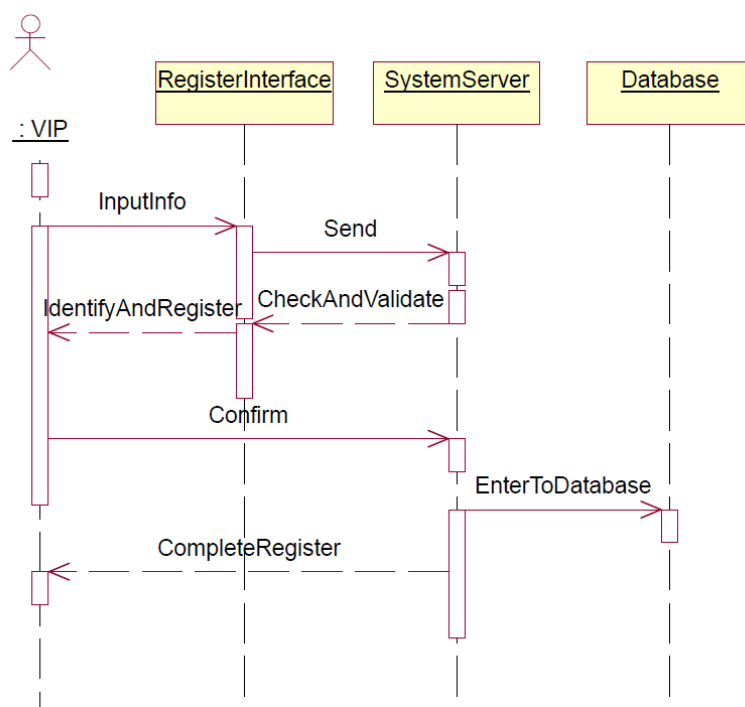 RegisterInterface
SystemServer
Database
: VIP
InputInfo
Send
CheckAndValidate
IdentifyAndRegister
Confirm
EnterToDatabase
CompleteRegister